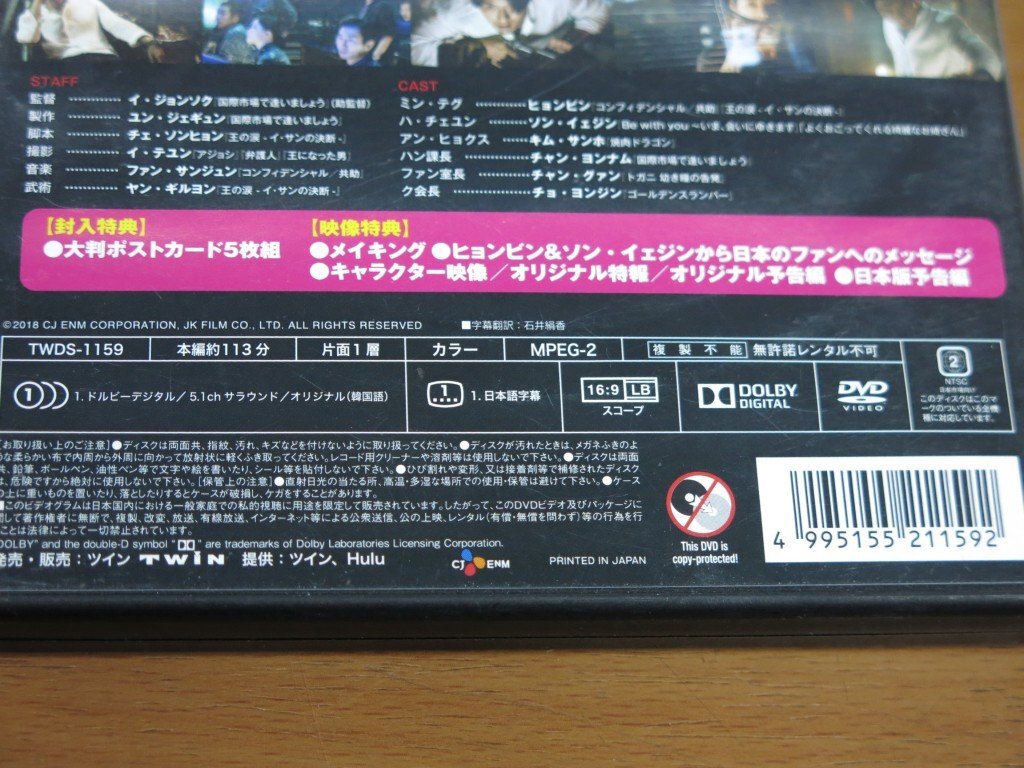 STAFF
監督 ………… イ・ジョンソク『国際市場で逢いましょう』(助監督)
製作 ………… ユン・ジェギュン『国際市場で逢いましょう』
脚本 ………… チェ・ソンヒョン『王の涙 -イ・サンの決断-』
撮影 ………… イ・テユン『アジョシ』『弁護人』『王になった男』
音楽 ………… ファン・サンジュン『コンフィデンシャル/共助』
武術 ………… ヤン・ギルヨン『王の涙 -イ・サンの決断-』
CAST
ミン・テグ ………… ヒョンビン『コンフィデンシャル/共助』『王の涙 -イ・サンの決断-』
ハ・チェユン ………… ソン・イェジン『Be with you ~いま、会いにゆきます』『よくおごってくれる綺麗なお姉さん』
アン・ヒョクス ………… キム・サンホ『焼肉ドラゴン』
ハン課長 ………… チャン・ヨンナム『国際市場で逢いましょう』
ファン室長 ………… チャン・グァン『トガニ 幼き瞳の告発』
ク会長 ………… チョ・ヨンジン『ゴールデンスランバー』
【封入特典】
●大判ポストカード5枚組
【映像特典】
●メイキング ●ヒョンビン&ソン・イェジンから日本のファンへのメッセージ
●キャラクター映像/オリジナル特報/オリジナル予告編 ●日本版予告編
©2018 CJ ENM CORPORATION, JK FILM CO., LTD. ALL RIGHTS RESERVED ■字幕翻訳:石井絹香
TWDS-1159 本編約113分 片面1層 カラー MPEG-2 複製不能 無許諾レンタル不可
1))) 1. ドルビーデジタル/5.1ch サラウンド/オリジナル(韓国語)
1 1. 日本語字幕
16:9 LB
スコープ
DOLBY DIGITAL
DVD VIDEO
2
NTSC
日本市場向け
このディスクはこのマークのついている全機種に対応しています。
【お取り扱い上のご注意】●ディスクは両面共、指紋、汚れ、キズなどを付けないように取り扱ってください。●ディスクが汚れたときは、メガネふきの
ような柔らかい布で内周から外周に向かって放射状に軽くふき取ってください。レコード用クリーナーや溶剤等は使用しないで下さい。●ディスクは両面
共、鉛筆、ボールペン、油性ペン等で文字や絵を書いたり、シール等を貼付しないで下さい。●ひび割れや変形、又は接着剤等で補修されたディスク
は、危険ですから絶対に使用しないで下さい。【保管上の注意】●直射日光の当たる所、高温・多湿な場所での使用・保管は避けて下さい。●ケース
の上に重いものを置いたり、落としたりするとケースが破損し、ケガをすることがあります。
■このビデオグラムは日本国内における一般家庭での私的視聴に用途を限定して販売されています。したがって、このDVDビデオ及びパッケージに
関して著作権者に無断で、複製、改変、放送、有線放送、インターネット等による公衆送信、公の上映、レンタル(有償・無償を問わず)等の行為を行
うことは法律によって一切禁止されています。
"DOLBY" and the double-D symbol "DD" are trademarks of Dolby Laboratories Licensing Corporation.
発売・販売:ツイン TWIN 提供:ツイン、Hulu CJ ENM PRINTED IN JAPAN
This DVD is
copy-protected!
4 995155 211592